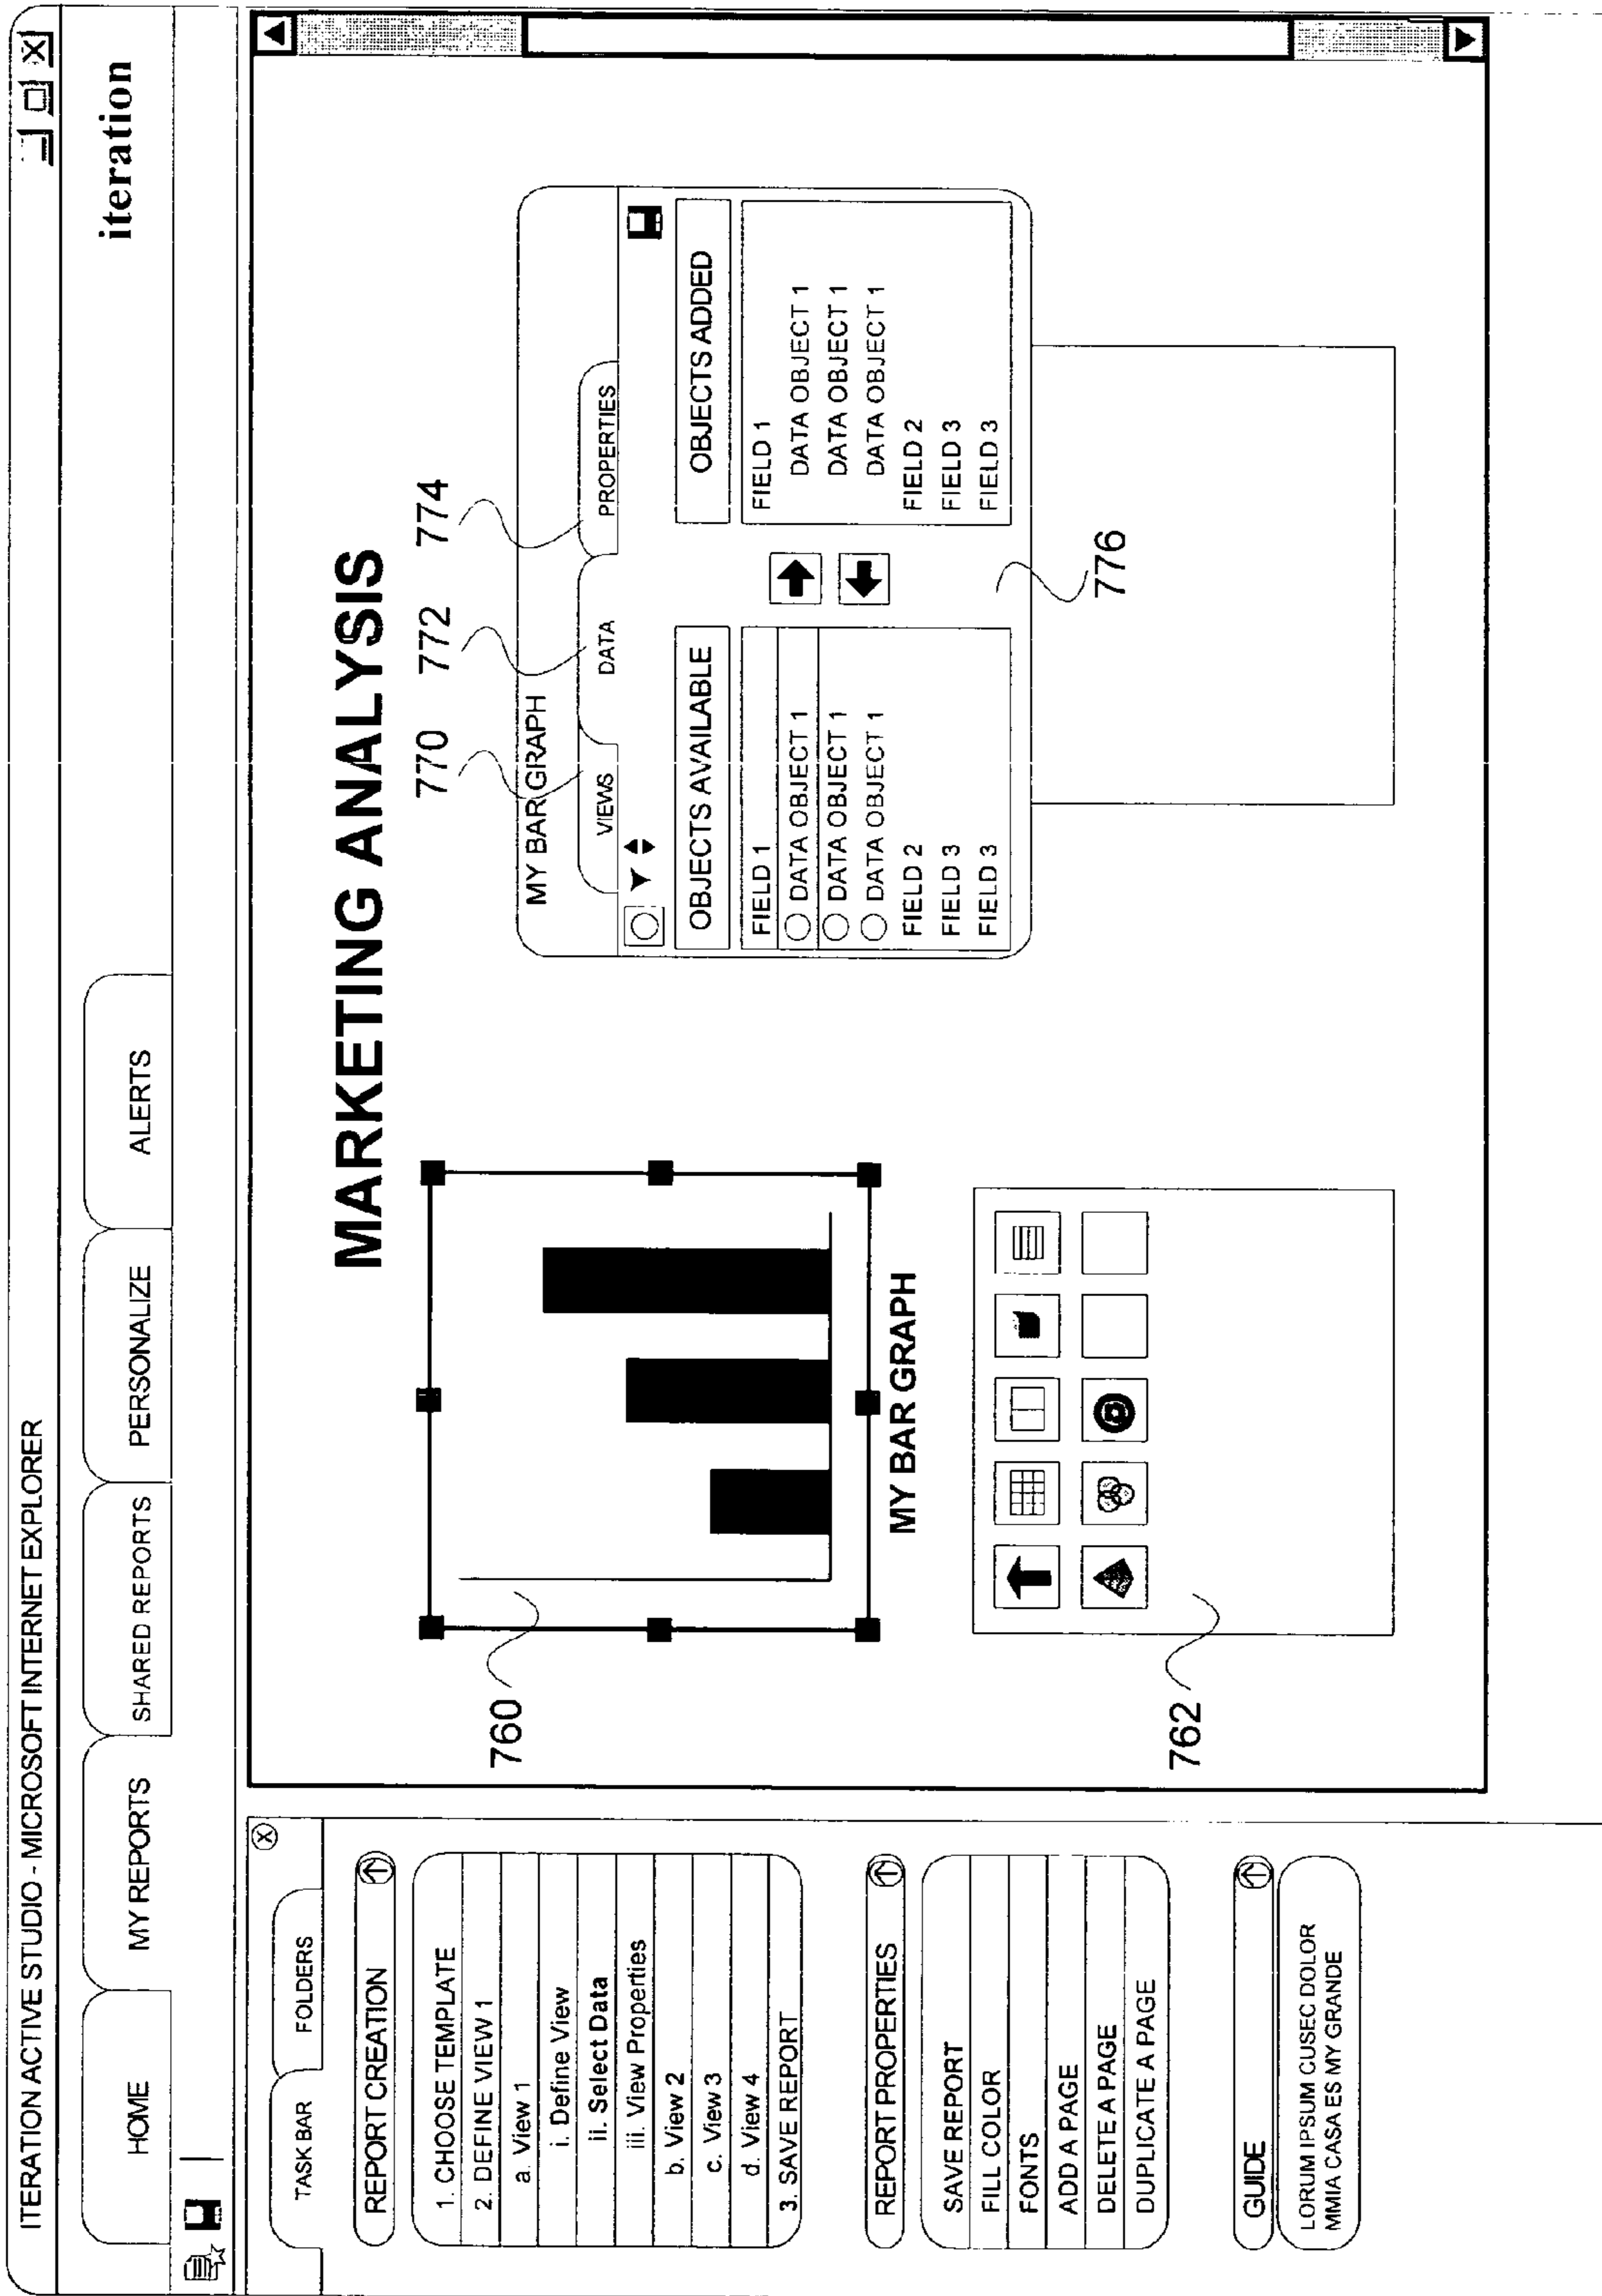 ITERATION ACTIVE STUDIO - MICROSOFT INTERNET EXPLORER
iteration
HOME
MY REPORTS
SHARED REPORTS
PERSONALIZE
ALERTS
TASK BAR
FOLDERS
REPORT CREATION
1. CHOOSE TEMPLATE
2. DEFINE VIEW 1
a. View 1
i. Define View
ii. Select Data
iii. View Properties
b. View 2
c. View 3
d. View 4
3. SAVE REPORT
REPORT PROPERTIES
SAVE REPORT
FILL COLOR
FONTS
ADD A PAGE
DELETE A PAGE
DUPLICATE A PAGE
GUIDE
LORUM IPSUM CUSEC DOLOR
MMIA CASA ES MY GRANDE
MARKETING ANALYSIS
760
MY BAR GRAPH
762
770
772
774
MY BAR GRAPH
VIEWS
DATA
PROPERTIES
OBJECTS AVAILABLE
FIELD 1
DATA OBJECT 1
DATA OBJECT 1
DATA OBJECT 1
FIELD 2
FIELD 3
FIELD 3
OBJECTS ADDED
FIELD 1
DATA OBJECT 1
DATA OBJECT 1
DATA OBJECT 1
FIELD 2
FIELD 3
FIELD 3
776